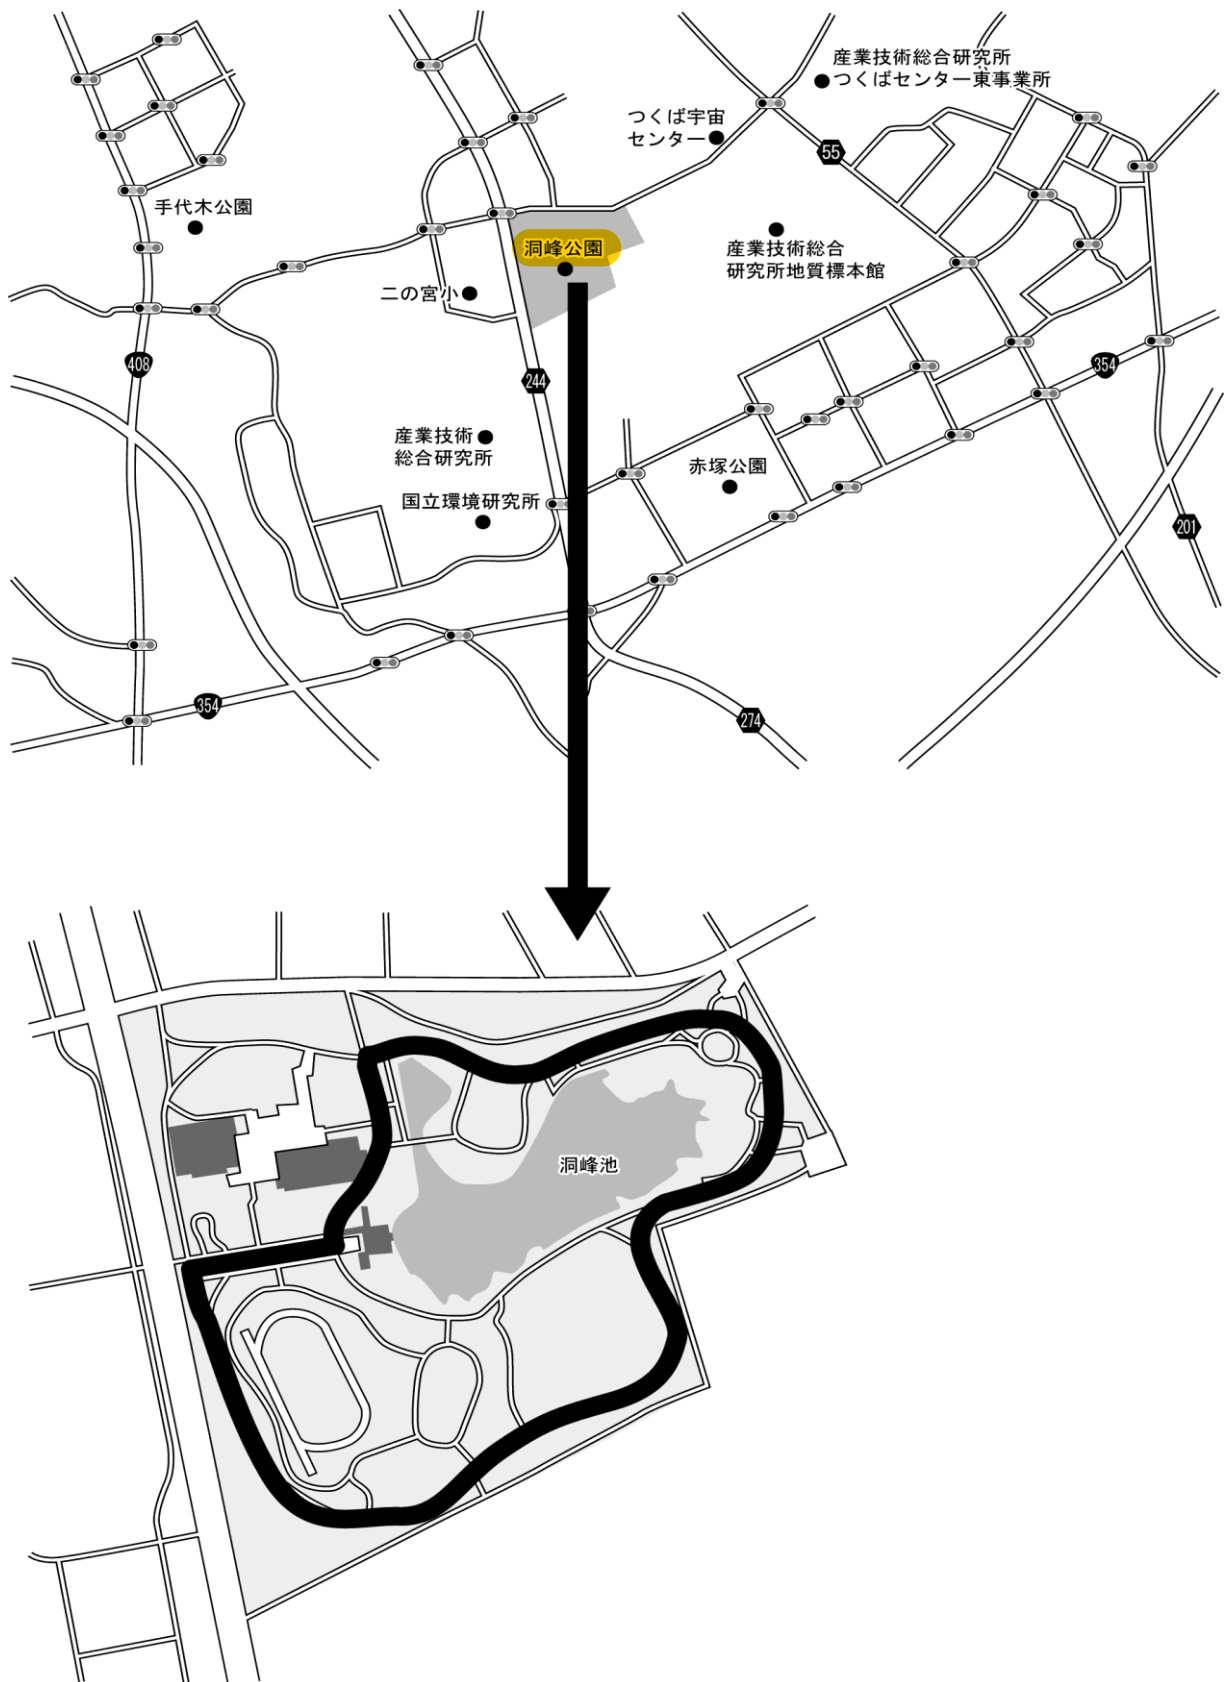 産業技術総合研究所
つくばセンター東事業所
つくば宇宙
センター
55
手代木公園
洞峰公園
産業技術総合
研究所地質標本館
二の宮小
408
244
354
産業技術
総合研究所
赤塚公園
国立環境研究所
201
354
274
洞峰池